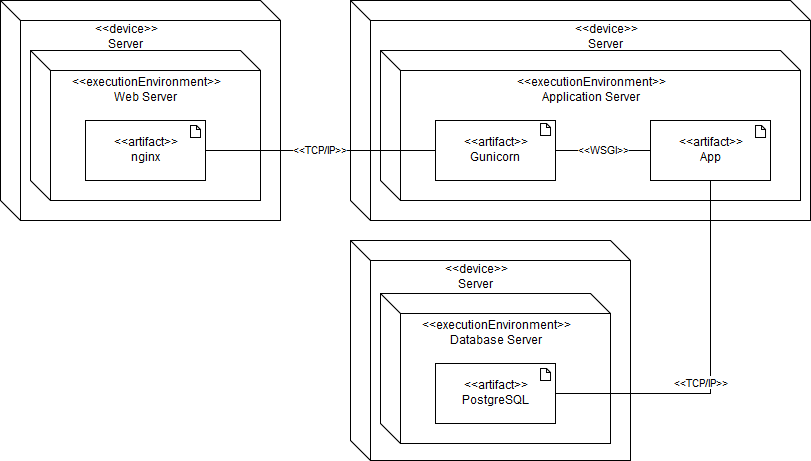 <<device>>
Server
<<executionEnvironment>>
Web Server
<<artifact>>
nginx
<<TCP/IP>>
<<device>>
Server
<<executionEnvironment>>
Application Server
<<artifact>>
Gunicorn
<<WSGI>>
<<artifact>>
App
<<device>>
Server
<<executionEnvironment>>
Database Server
<<artifact>>
PostgreSQL
<<TCP/IP>>